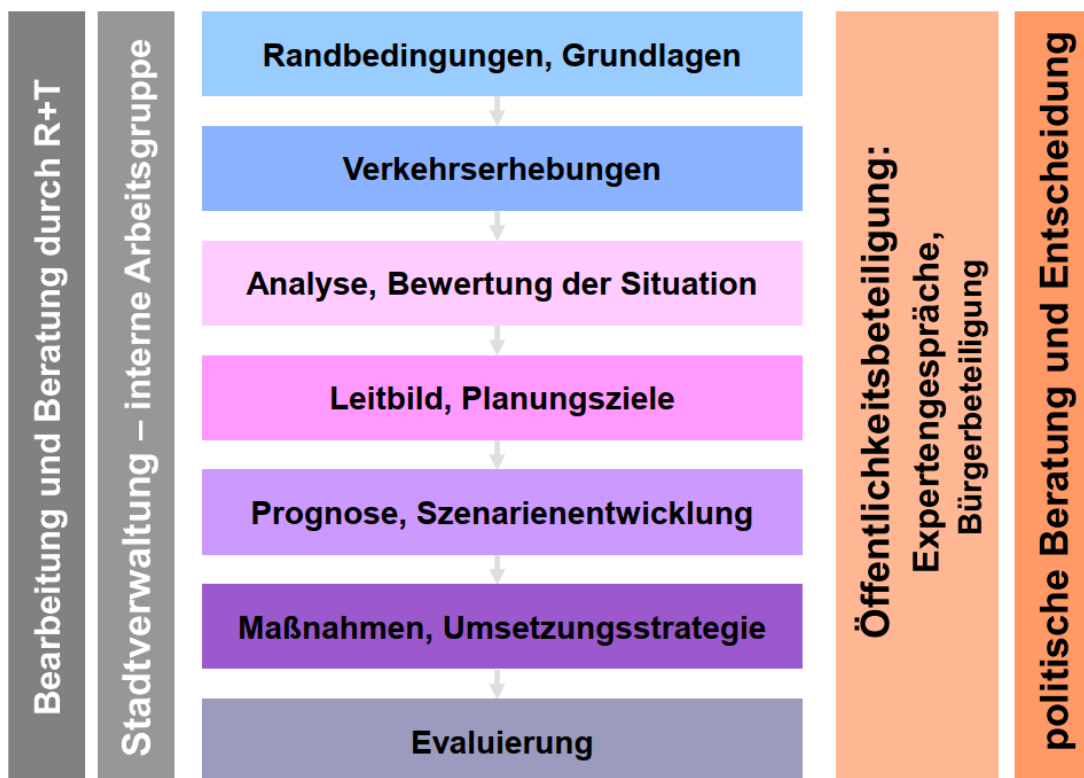 Bearbeitung und Beratung durch R+T
Stadtverwaltung – interne Arbeitsgruppe
Randbedingungen, Grundlagen
Verkehrserhebungen
Analyse, Bewertung der Situation
Leitbild, Planungsziele
Prognose, Szenarienentwicklung
Maßnahmen, Umsetzungsstrategie
Evaluierung
Öffentlichkeitsbeteiligung:
Expertengespräche,
Bürgerbeteiligung
politische Beratung und Entscheidung